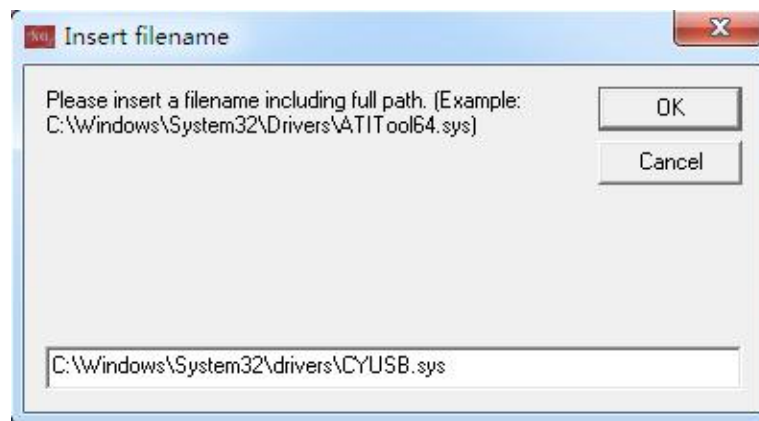 Insert filename
Please insert a filename including full path. (Example:
C:\Windows\System32\Drivers\ATITool64.sys)
OK
Cancel
C:\Windows\System32\drivers\CYUSB.sys